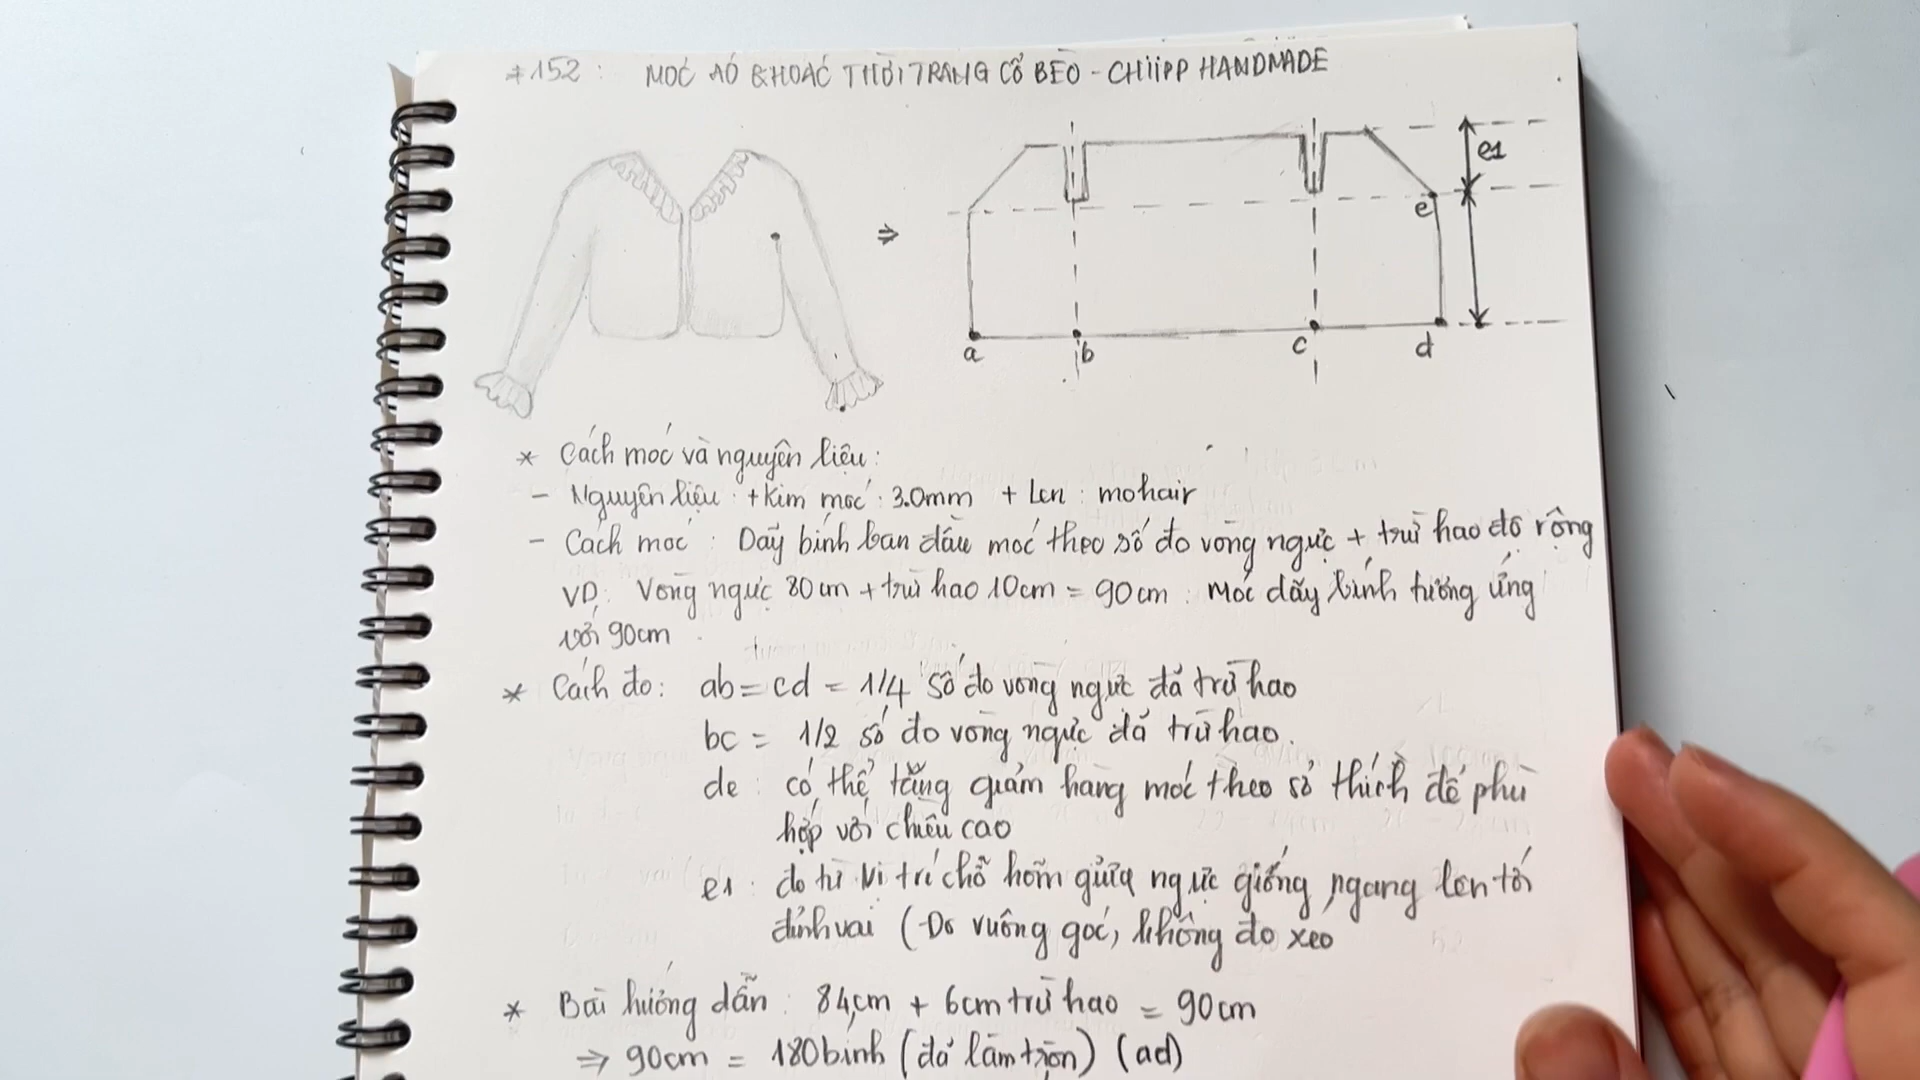 #152: MÓC ÁO KHOÁC THỜI TRANG CỔ BÈO - CHIIPP HANDMADE
e1
e
a b c d
* Cách móc và nguyên liệu:
- Nguyên liệu: + Kim móc: 3.0mm + Len: mohair
- Cách móc: Dãy bính ban đầu móc theo số đo vòng ngực + trừ hao độ rộng
VD: Vòng ngực 80cm + trừ hao 10cm = 90cm: Móc dãy bính tương ứng
với 90cm
* Cách đo: ab = cd = 1/4 số đo vòng ngực đã trừ hao
bc = 1/2 số đo vòng ngực đã trừ hao.
de: có thể tăng giảm hàng móc theo sở thích để phù
hợp với chiều cao
e1: đo từ vị trí chỗ hõm giữa ngực gióng ngang lên tới
đỉnh vai (Đo vuông góc, không đo xéo
* Bài hướng dẫn: 84cm + 6cm trừ hao = 90cm
⇒ 90cm = 180 bính (đã làm tròn) (ad)